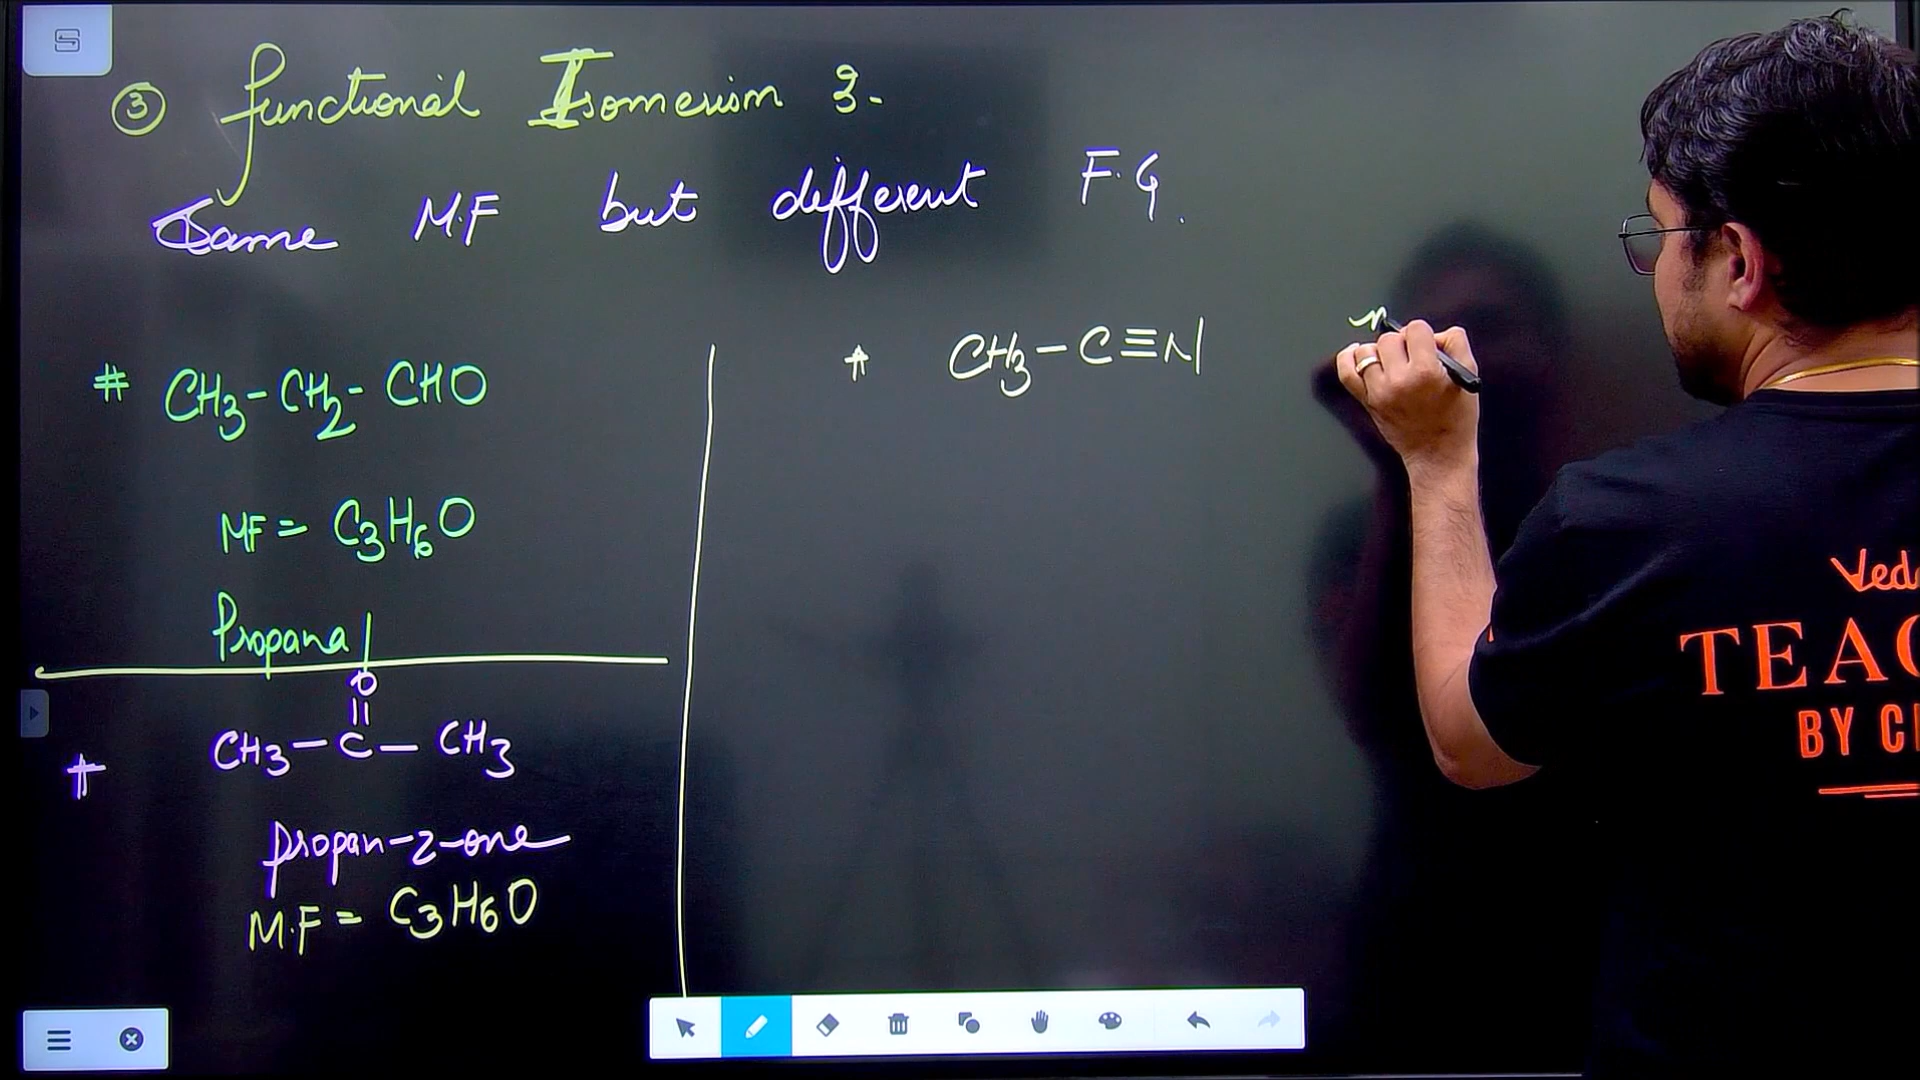 ③ functional Isomerism :-
Same M.F but different F.G.
# CH₃-CH₂-CHO
MF = C₃H₆O
Propanal
O
||
CH₃-C-CH₃
propan-2-one
M.F = C₃H₆O
* CH₃-C≡N
TEAC
BY C